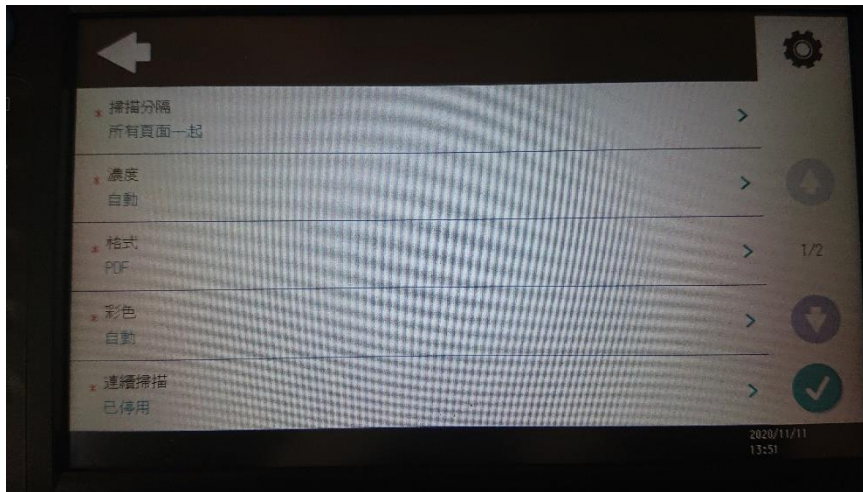 * 掃描分隔
所有頁面一起
* 濃度
自動
* 格式
PDF
1/2
* 彩色
自動
* 連續掃描
已停用
2020/11/11
13:51